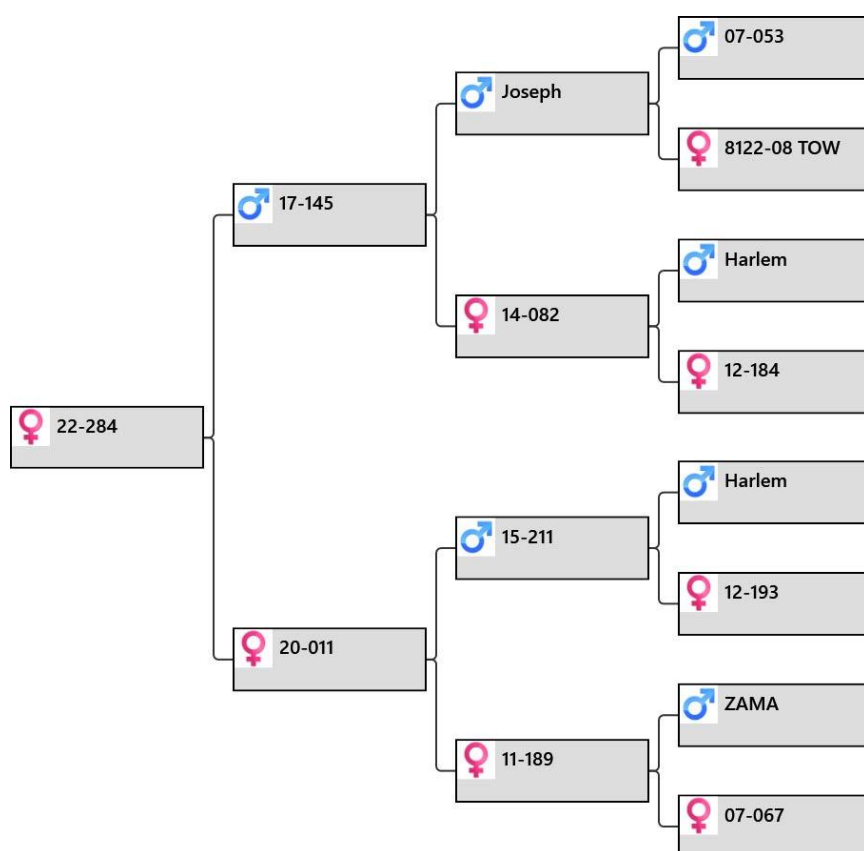 07-053
Joseph
8122-08 TOW
17-145
Harlem
14-082
12-184
22-284
Harlem
15-211
12-193
20-011
ZAMA
11-189
07-067